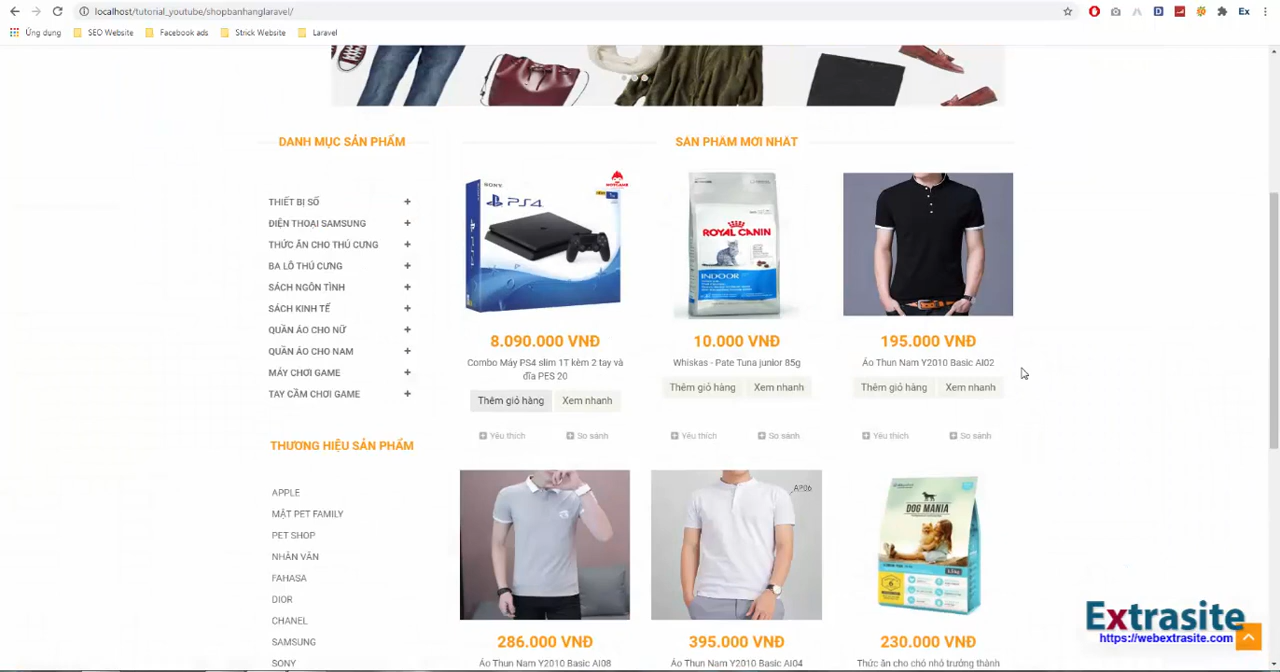 localhost/tutorial_youtube/shopbanhanglaravel/
Ex
Ứng dụng
SEO Website
Facebook ads
Strick Website
Laravel
DANH MỤC SẢN PHẨM
THIẾT BỊ SỐ +
ĐIỆN THOẠI SAMSUNG +
THỨC ĂN CHO THÚ CƯNG +
BA LÔ THÚ CƯNG +
SÁCH NGÔN TÌNH +
SÁCH KINH TẾ +
QUẦN ÁO CHO NỮ +
QUẦN ÁO CHO NAM +
MÁY CHƠI GAME +
TAY CẦM CHƠI GAME +
THƯƠNG HIỆU SẢN PHẨM
APPLE
MẬT PET FAMILY
PET SHOP
NHÂN VĂN
FAHASA
DIOR
CHANEL
SAMSUNG
SONY
SẢN PHẨM MỚI NHẤT
SONY
PS4
8.090.000 VNĐ
Combo Máy PS4 slim 1T kèm 2 tay và
đĩa PES 20
Thêm giỏ hàng
Xem nhanh
Yêu thích
So sánh
ROYAL CANIN
INDOOR
10.000 VNĐ
Whiskas - Pate Tuna junior 85g
Thêm giỏ hàng
Xem nhanh
Yêu thích
So sánh
195.000 VNĐ
Áo Thun Nam Y2010 Basic AI02
Thêm giỏ hàng
Xem nhanh
Yêu thích
So sánh
286.000 VNĐ
Áo Thun Nam Y2010 Basic AI08
AP06
395.000 VNĐ
Áo Thun Nam Y2010 Basic AI04
DOG MANIA
230.000 VNĐ
Thức ăn cho chó nhỏ trưởng thành
Extrasite
https://webextrasite.com